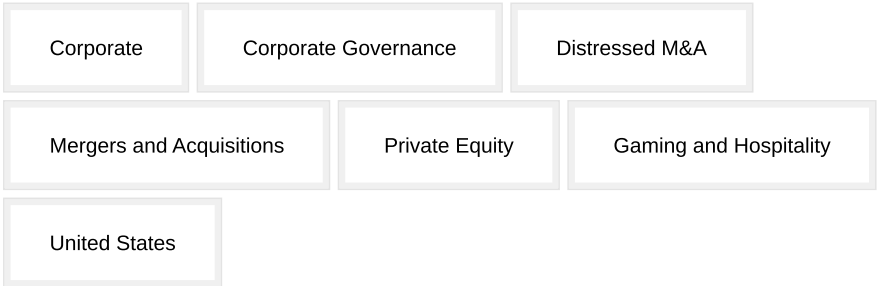 Corporate Corporate Governance Distressed M&A
Mergers and Acquisitions Private Equity Gaming and Hospitality
United States